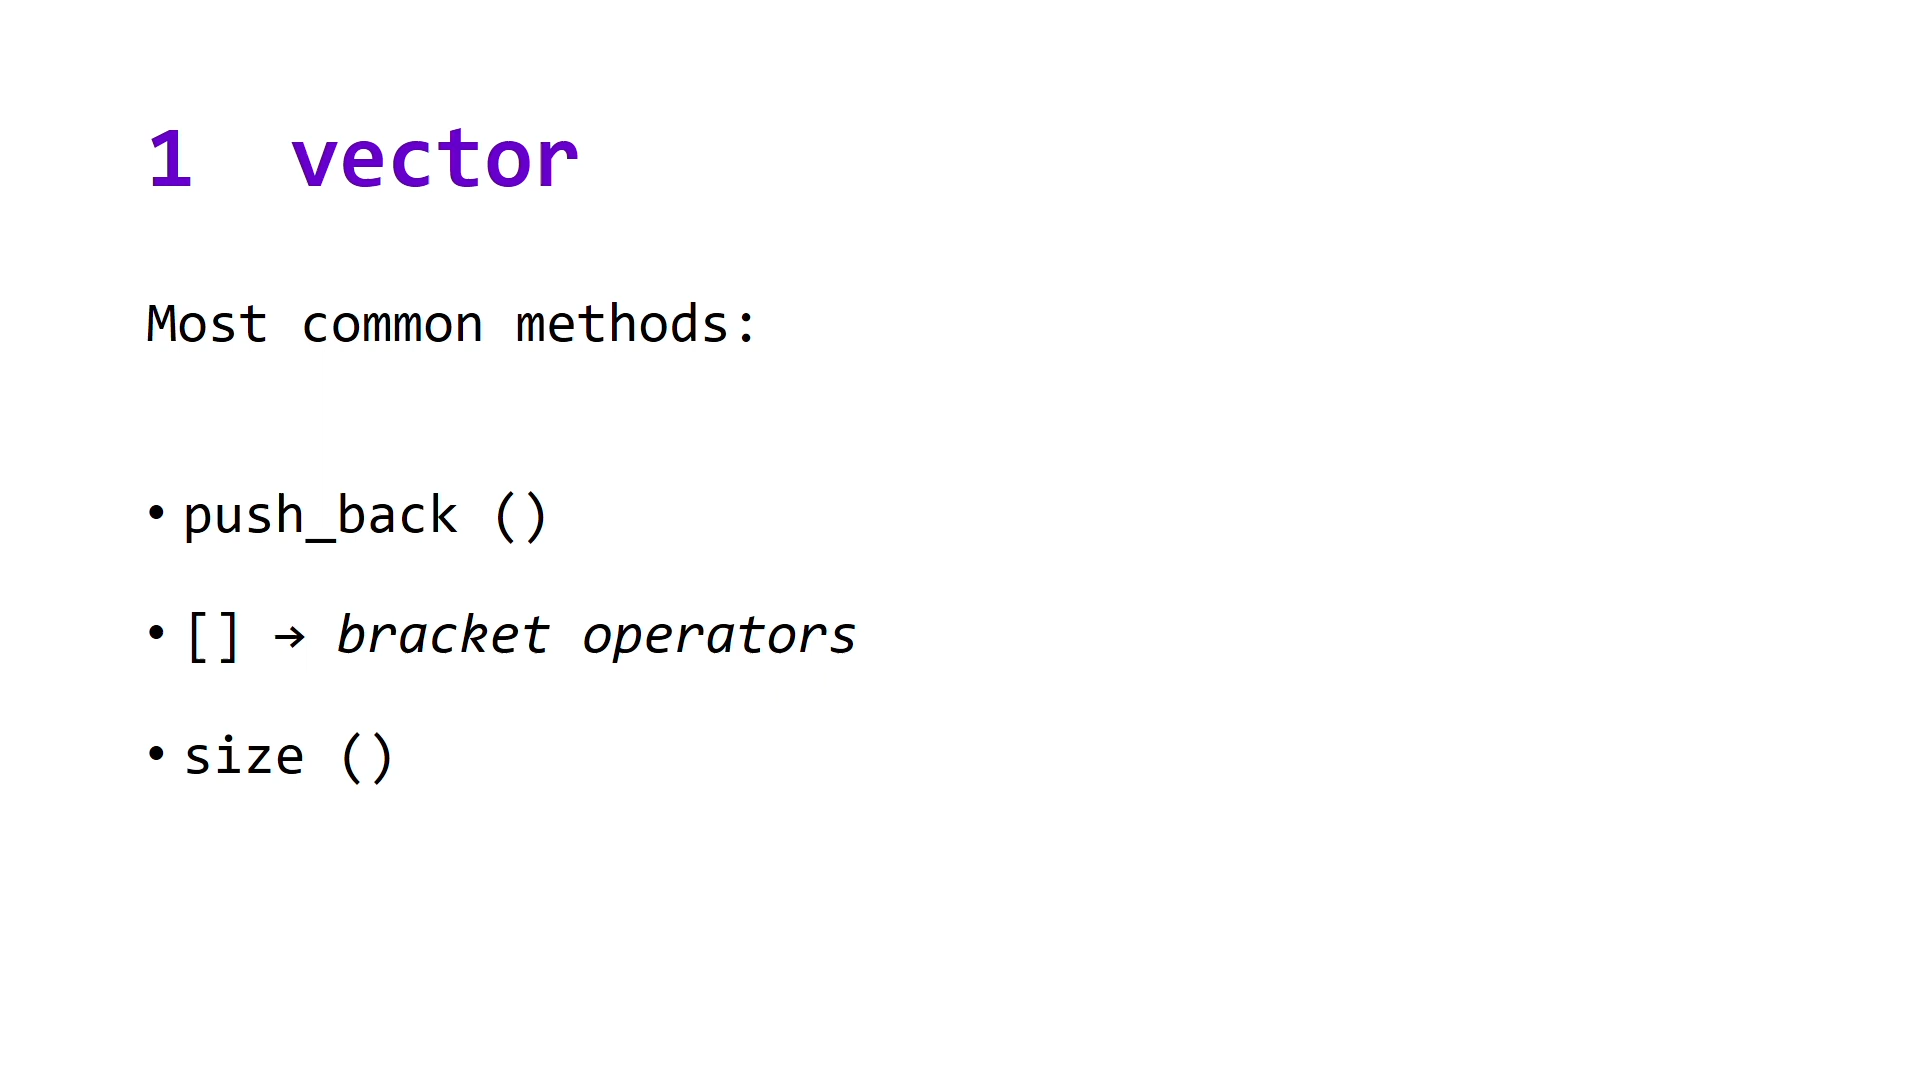 1  vector
Most common methods:
• push_back ()
• [] → bracket operators
• size ()